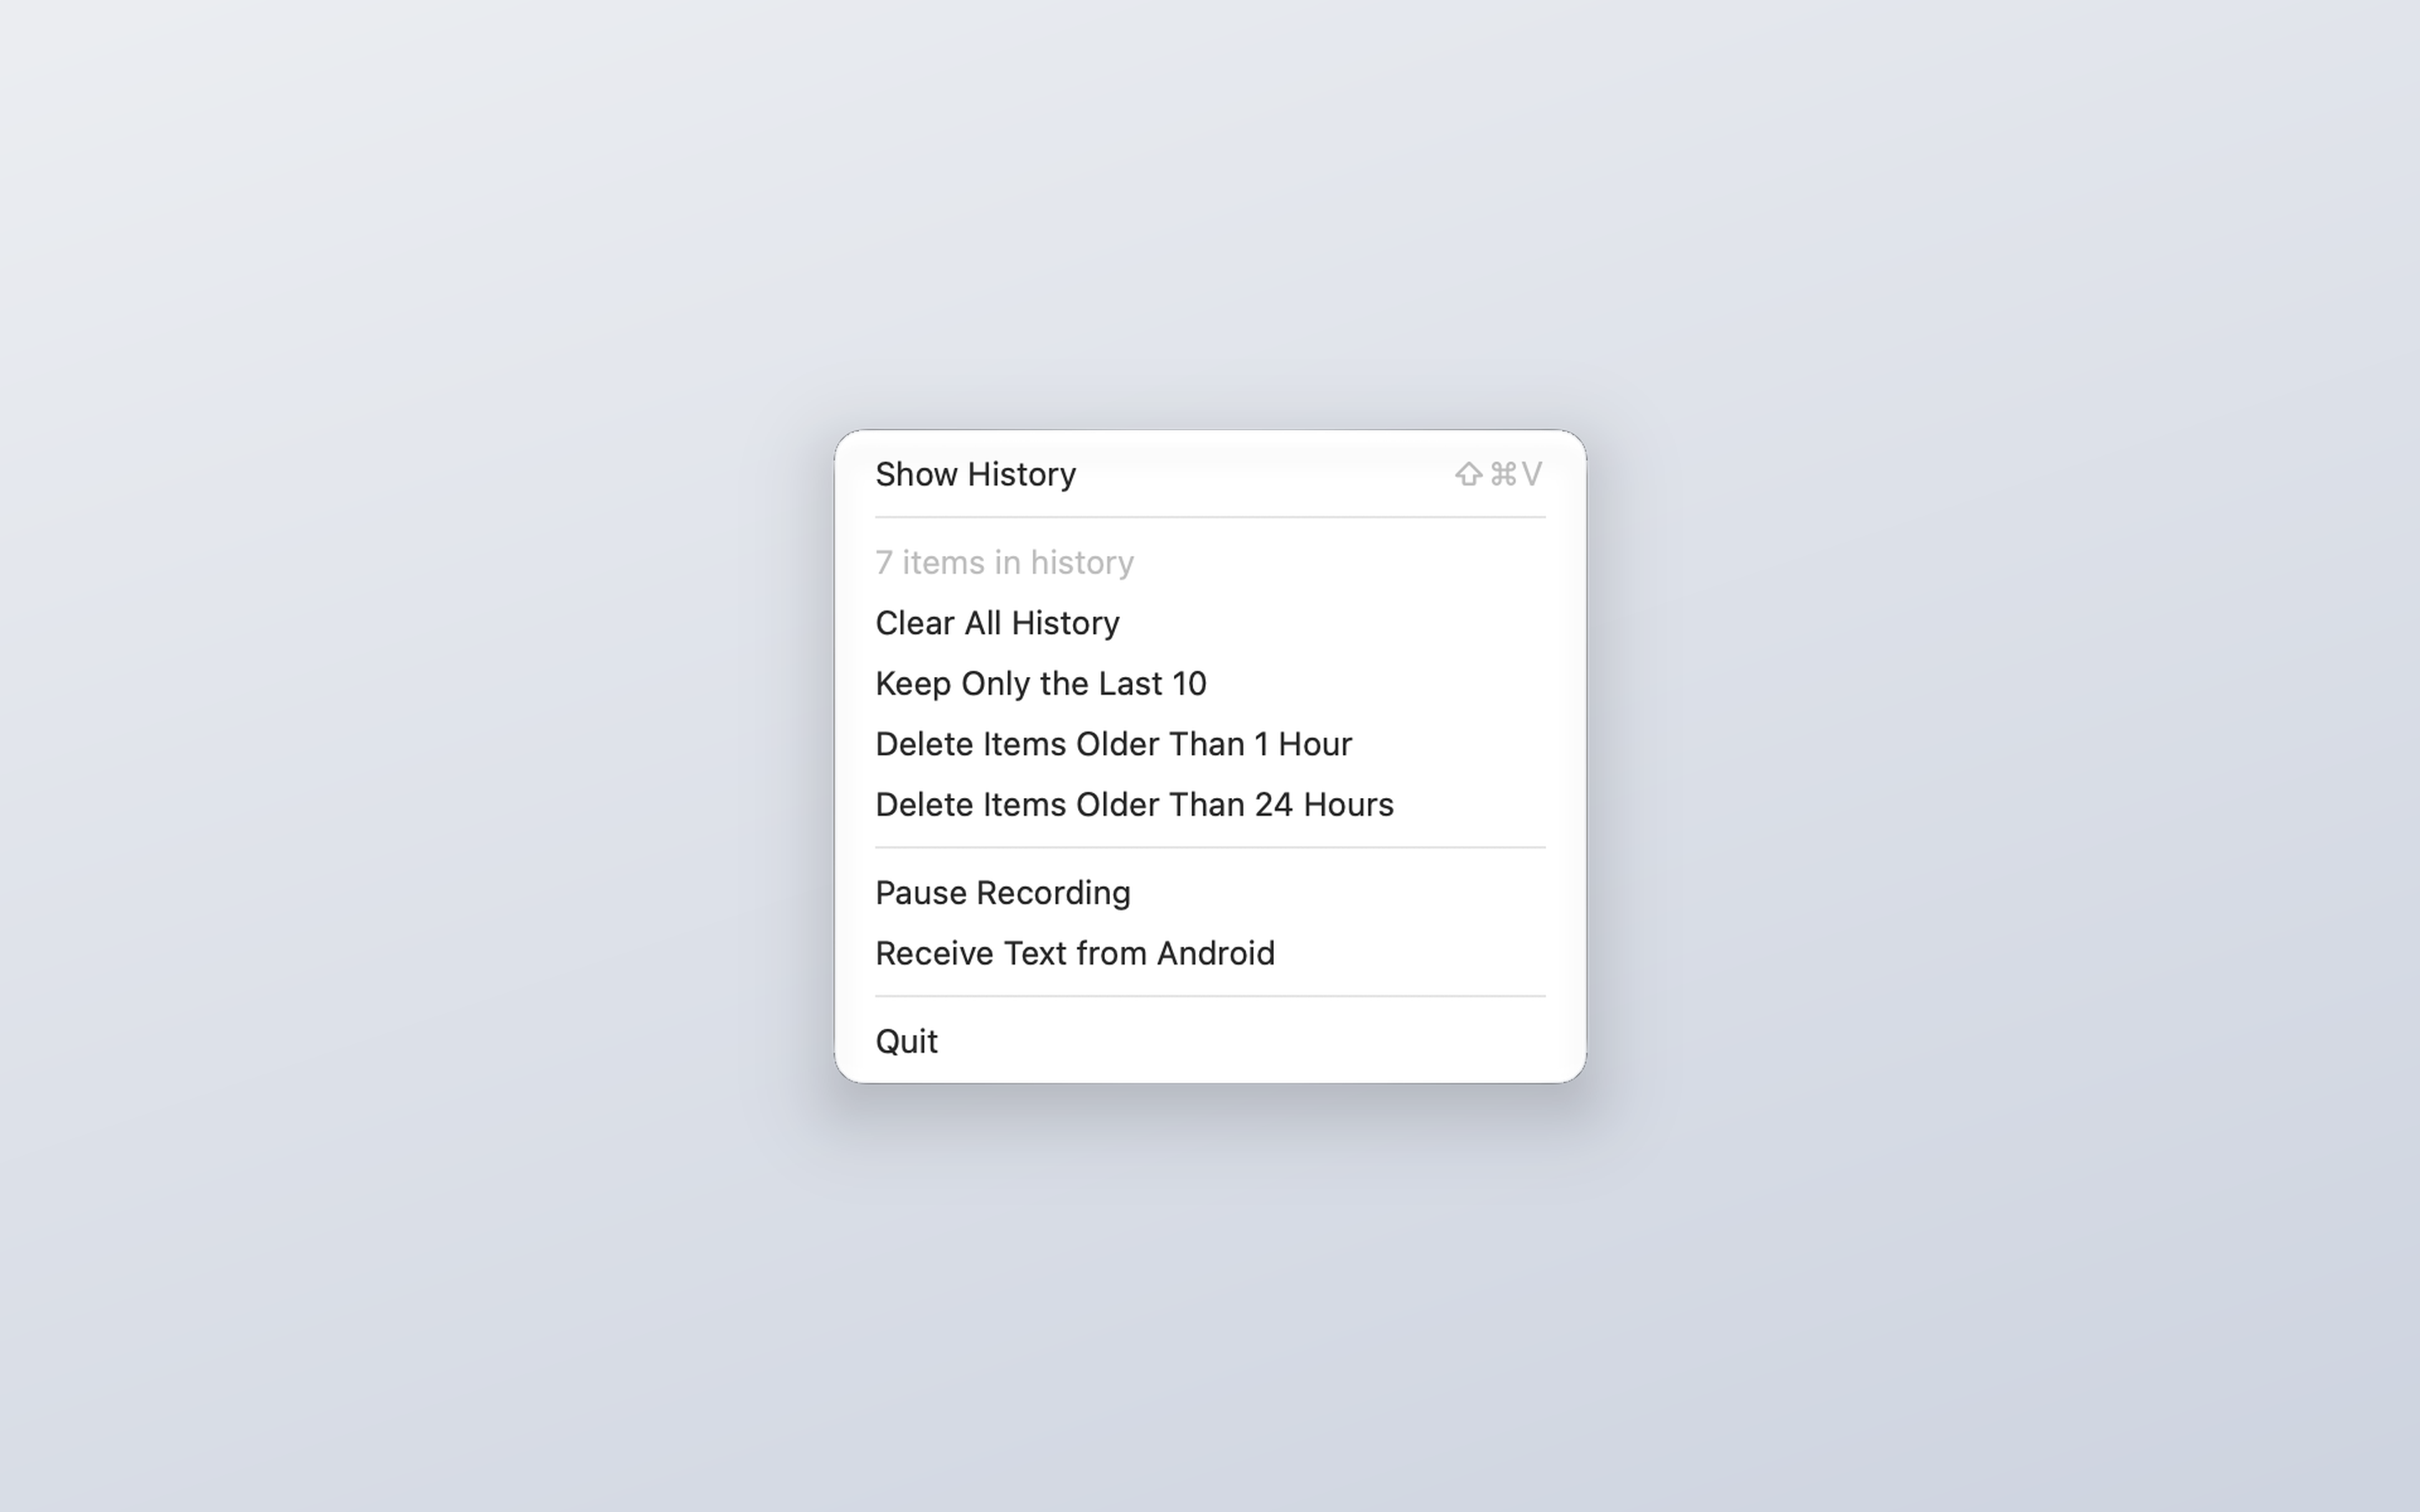 Show History ⇧⌘V
7 items in history
Clear All History
Keep Only the Last 10
Delete Items Older Than 1 Hour
Delete Items Older Than 24 Hours
Pause Recording
Receive Text from Android
Quit